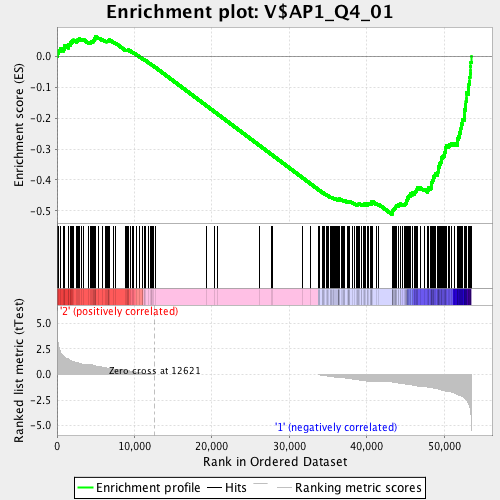 Enrichment plot: V$AP1_Q4_01
Enrichment score (ES)
0.0
-0.1
-0.2
-0.3
-0.4
-0.5
'2' (positively correlated)
Ranked list metric (tTest)
5.0
2.5
0.0
-2.5
-5.0
Zero cross at 12621
'1' (negatively correlated)
0
10,000
20,000
30,000
40,000
50,000
Rank in Ordered Dataset
Enrichment profile
Hits
Ranking metric scores